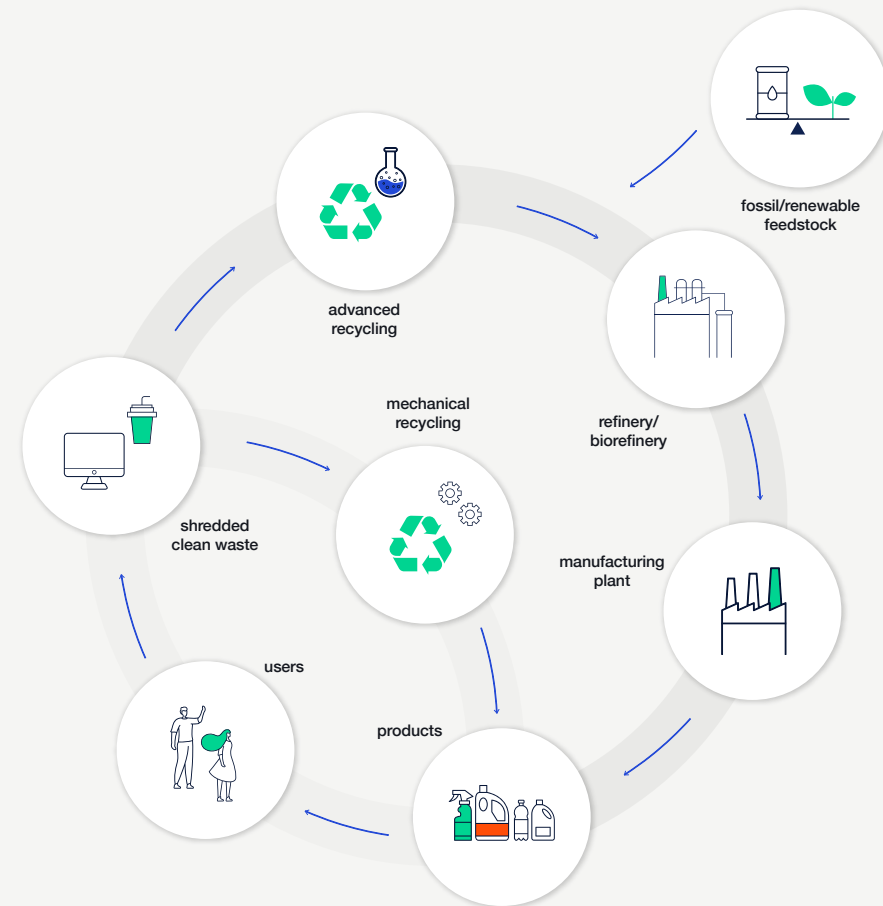 fossil/renewable
feedstock
advanced
recycling
mechanical
recycling
refinery/
biorefinery
shredded
clean waste
manufacturing
plant
users
products